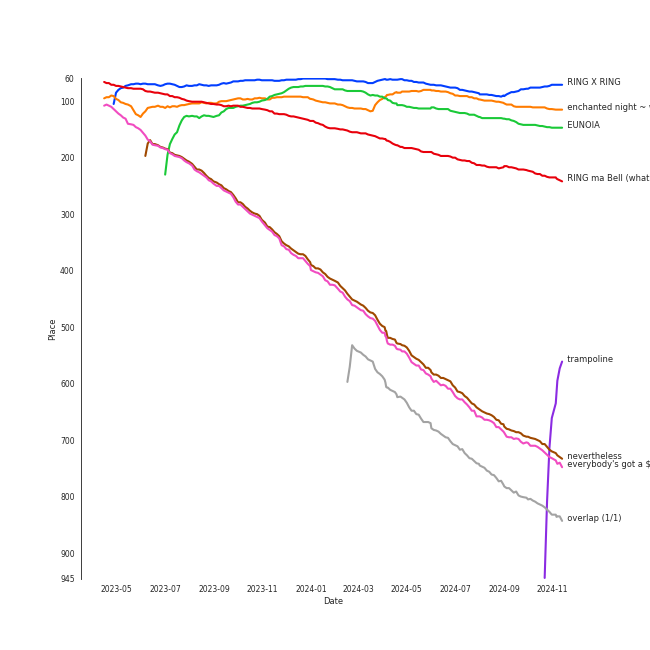 60
100
200
300
400
500
600
700
800
900
945
Place
RING X RING
enchanted night ~
EUNOIA
RING ma Bell (what
trampoline
nevertheless
everybody's got a $
overlap (1/1)
2023-05 2023-07 2023-09 2023-11 2024-01 2024-03 2024-05 2024-07 2024-09 2024-11
Date